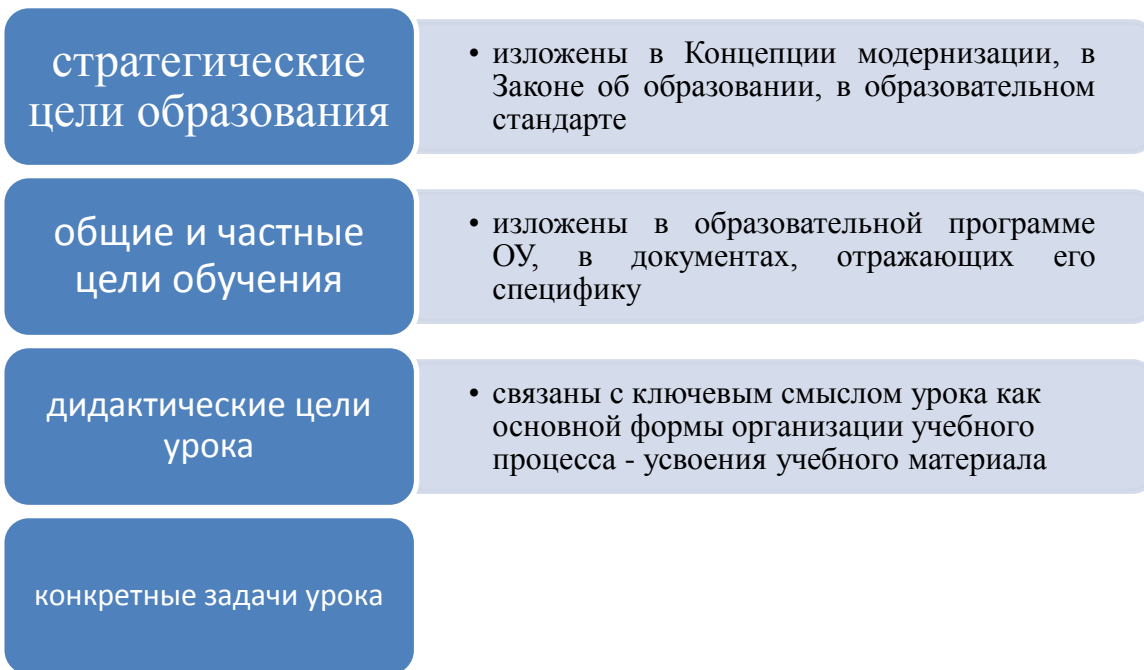 стратегические
цели образования
• изложены в Концепции модернизации, в
Законе об образовании, в образовательном
стандарте
общие и частные
цели обучения
• изложены в образовательной программе
ОУ, в документах, отражающих его
специфику
дидактические цели
урока
• связаны с ключевым смыслом урока как
основной формы организации учебного
процесса - усвоения учебного материала
конкретные задачи урока